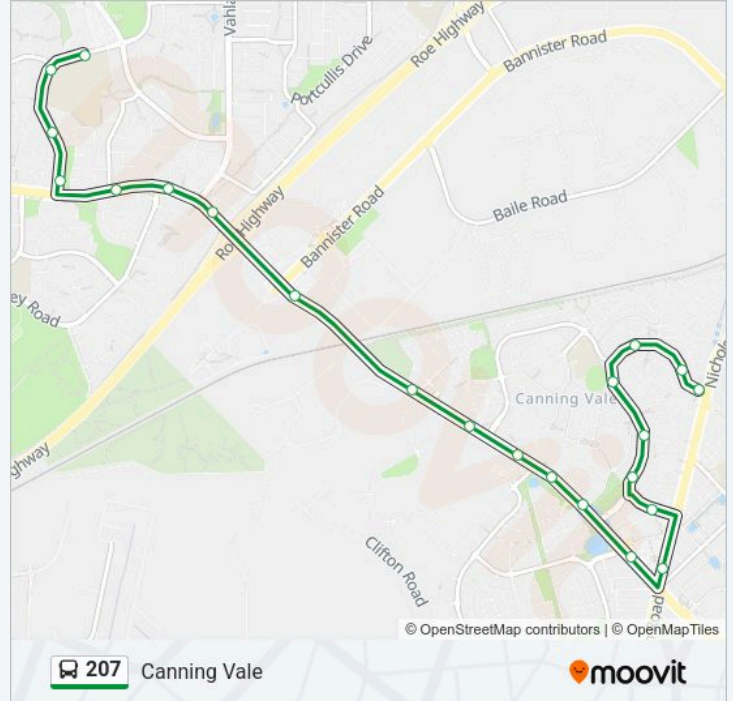 Vahla
Roe Highway
Portcullis Drive
Bannister Road
Baile Road
Roe Highway
Bannister Road
ey Road
Nichol
Canning Vale
ghway
Clifton Road
oad
© OpenStreetMap contributors | © OpenMapTiles
207 Canning Vale
moovit